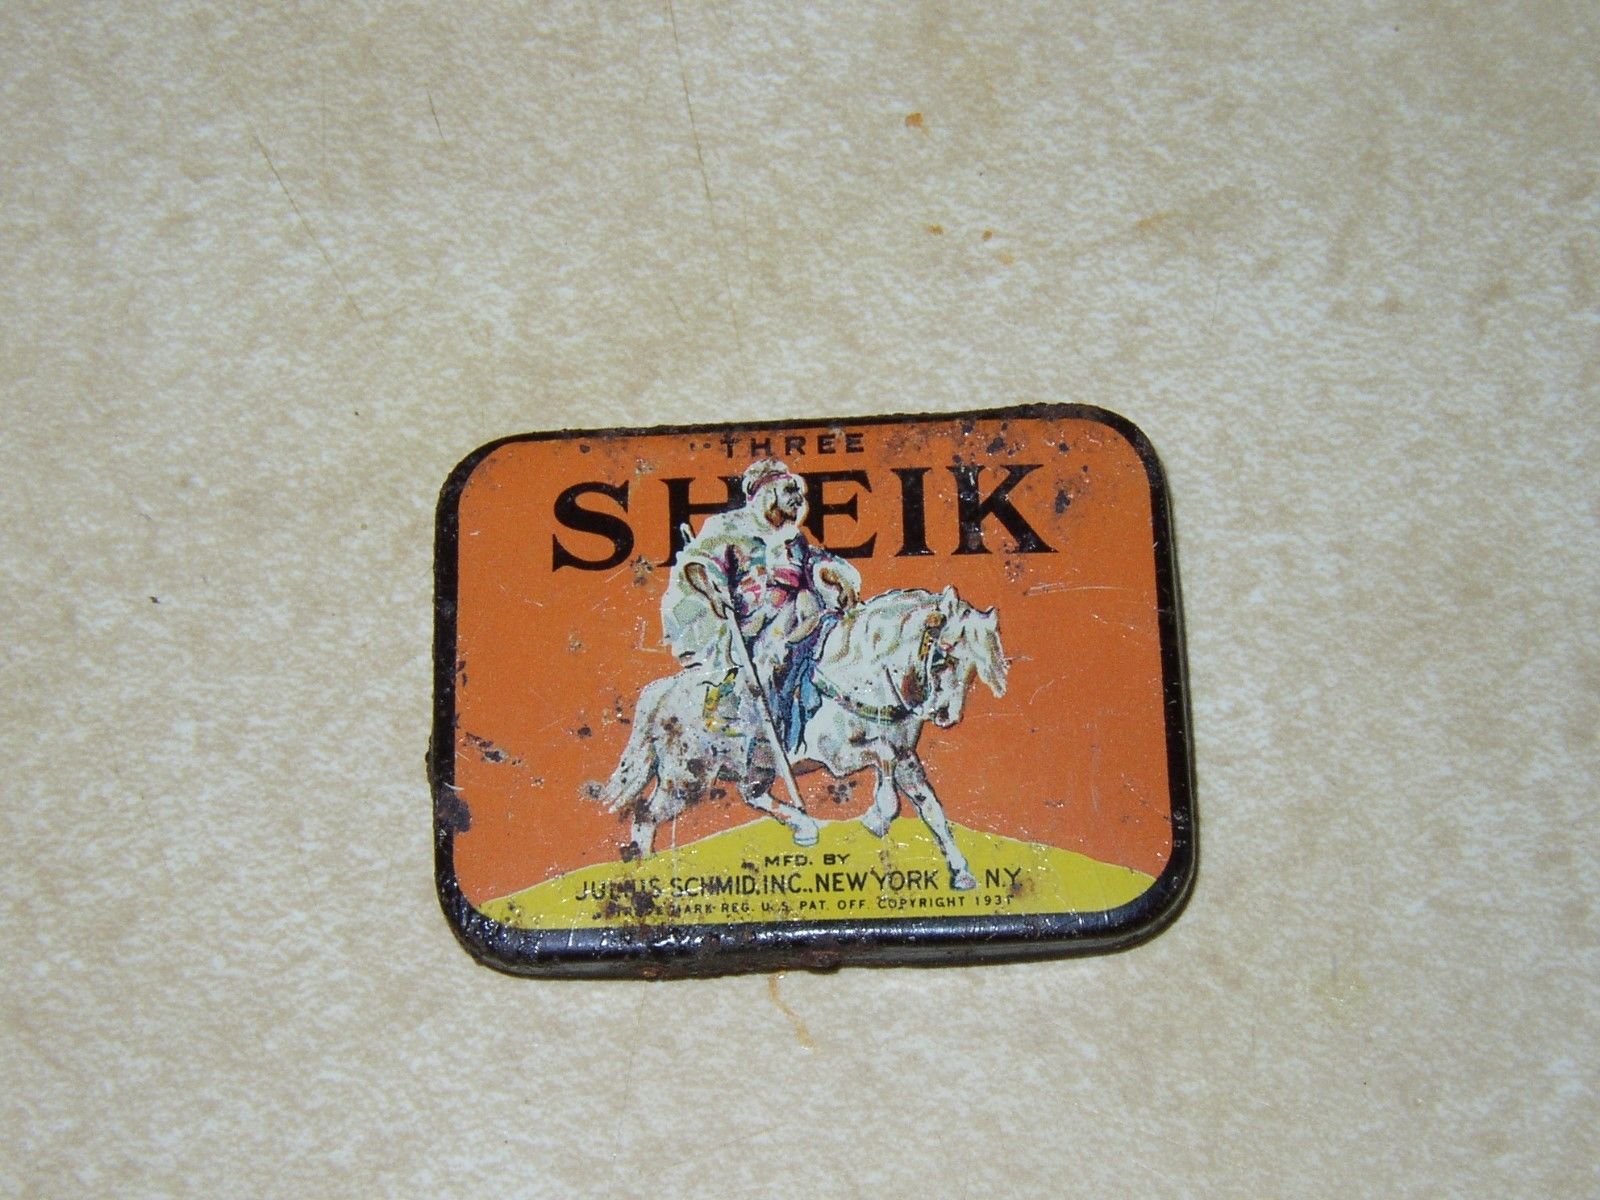 THREE
SHEIK
MFD. BY
JULIUS SCHMID, INC., NEW YORK N.Y.
TRADE MARK REG. U.S. PAT. OFF. COPYRIGHT 1931